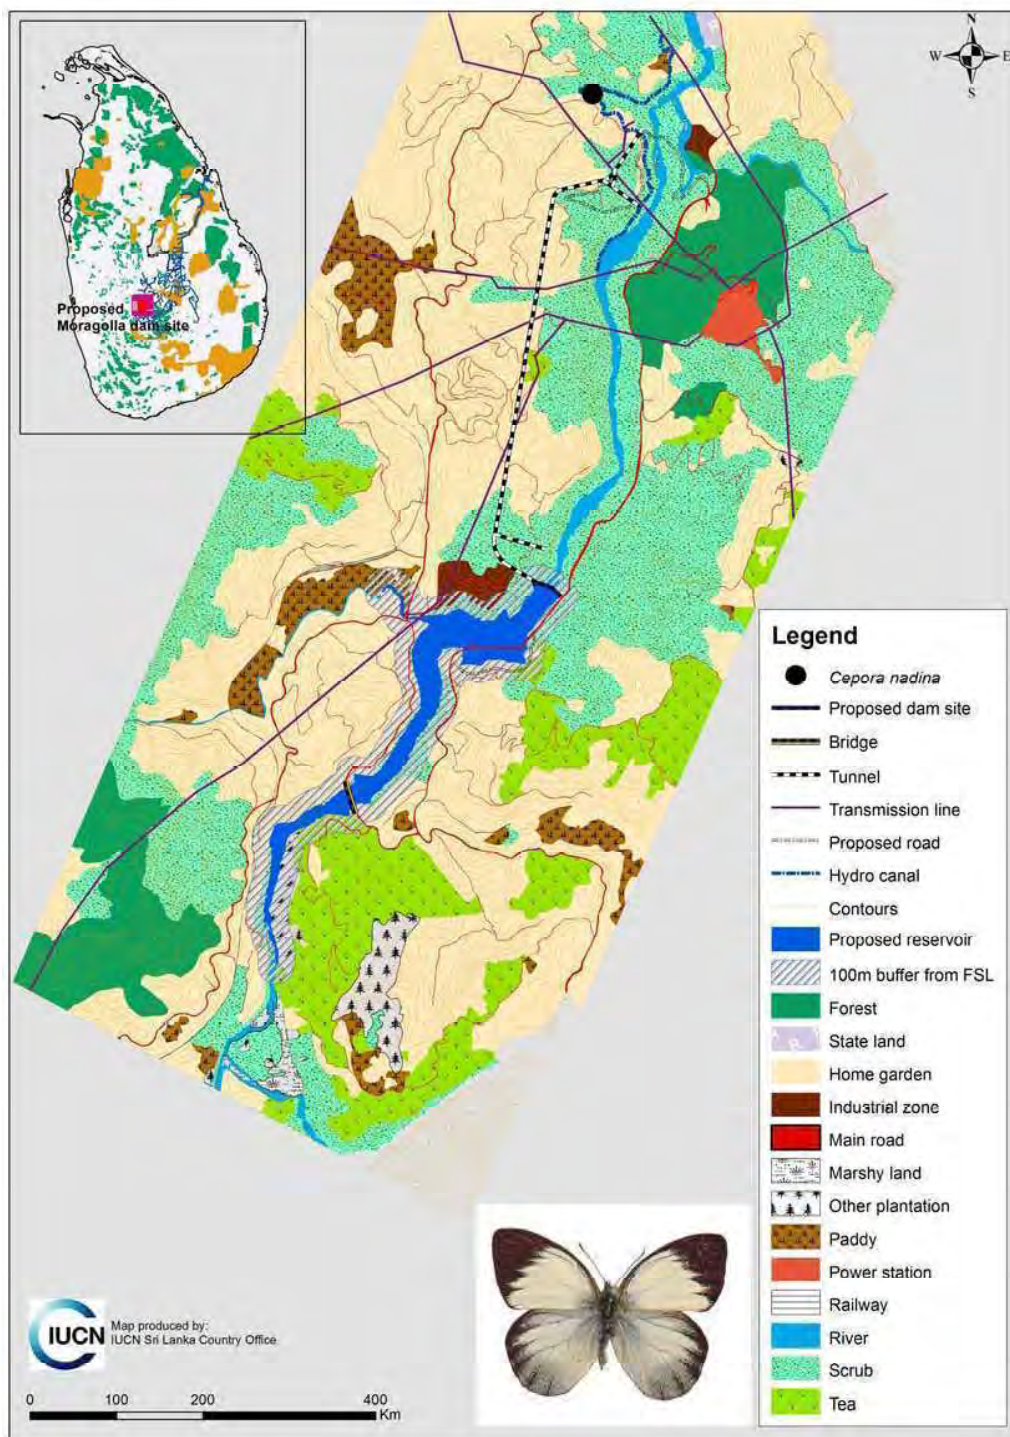 N
W E
S
Proposed
Moragolla dam site
Legend
Cepora nadina
Proposed dam site
Bridge
Tunnel
Transmission line
Proposed road
Hydro canal
Contours
Proposed reservoir
100m buffer from FSL
Forest
State land
Home garden
Industrial zone
Main road
Marshy land
Other plantation
Paddy
Power station
Railway
River
Scrub
Tea
IUCN
Map produced by:
IUCN Sri Lanka Country Office
0 100 200 400
Km